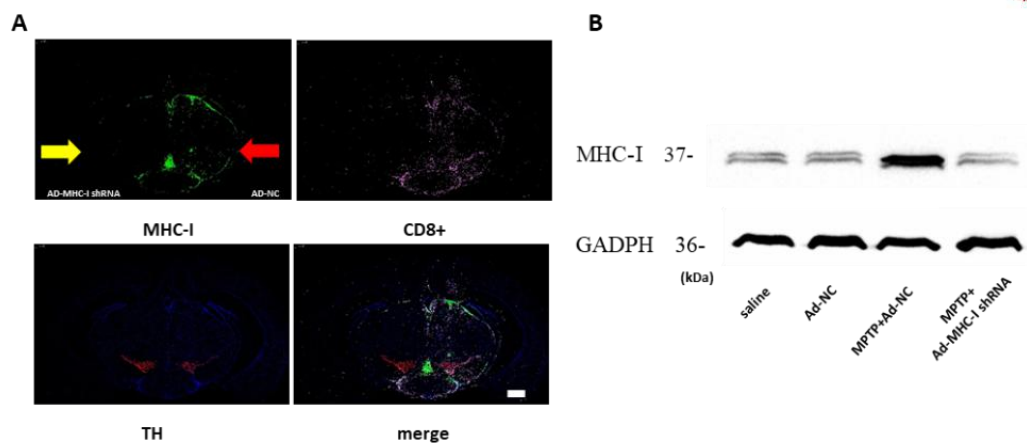 A
B
AD-MHC-I shRNA
AD-NC
MHC-I
CD8+
TH
merge
MHC-I 37-
GADPH 36-
(kDa)
saline
Ad-NC
MPTP+Ad-NC
MPTP+
Ad-MHC-I shRNA